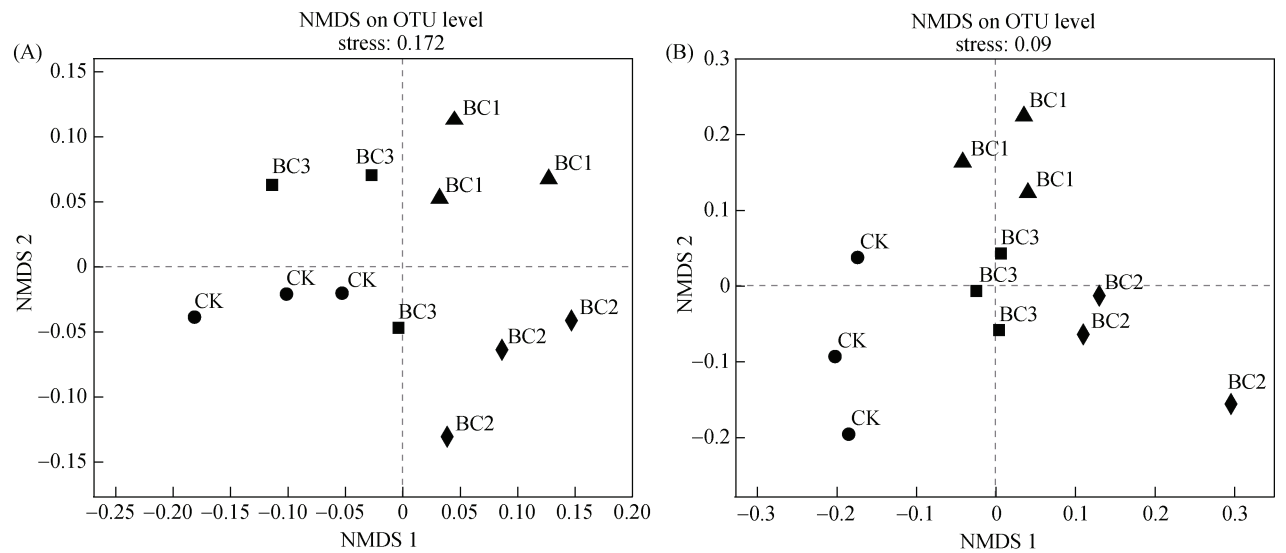 (A)
NMDS on OTU level
stress: 0.172
0.15
0.10
0.05
0
−0.05
−0.10
−0.15
NMDS 2
BC1
BC3
BC3
BC1
BC1
CK
CK
CK
BC3
BC2
BC2
BC2
−0.25
−0.20
−0.15
−0.10
−0.05
0
0.05
0.10
0.15
0.20
NMDS 1
(B)
NMDS on OTU level
stress: 0.09
0.3
0.2
0.1
0
−0.1
−0.2
NMDS 2
BC1
BC1
BC1
CK
BC3
BC3
BC2
BC3
BC2
CK
BC2
CK
−0.3
−0.2
−0.1
0
0.1
0.2
0.3
NMDS 1